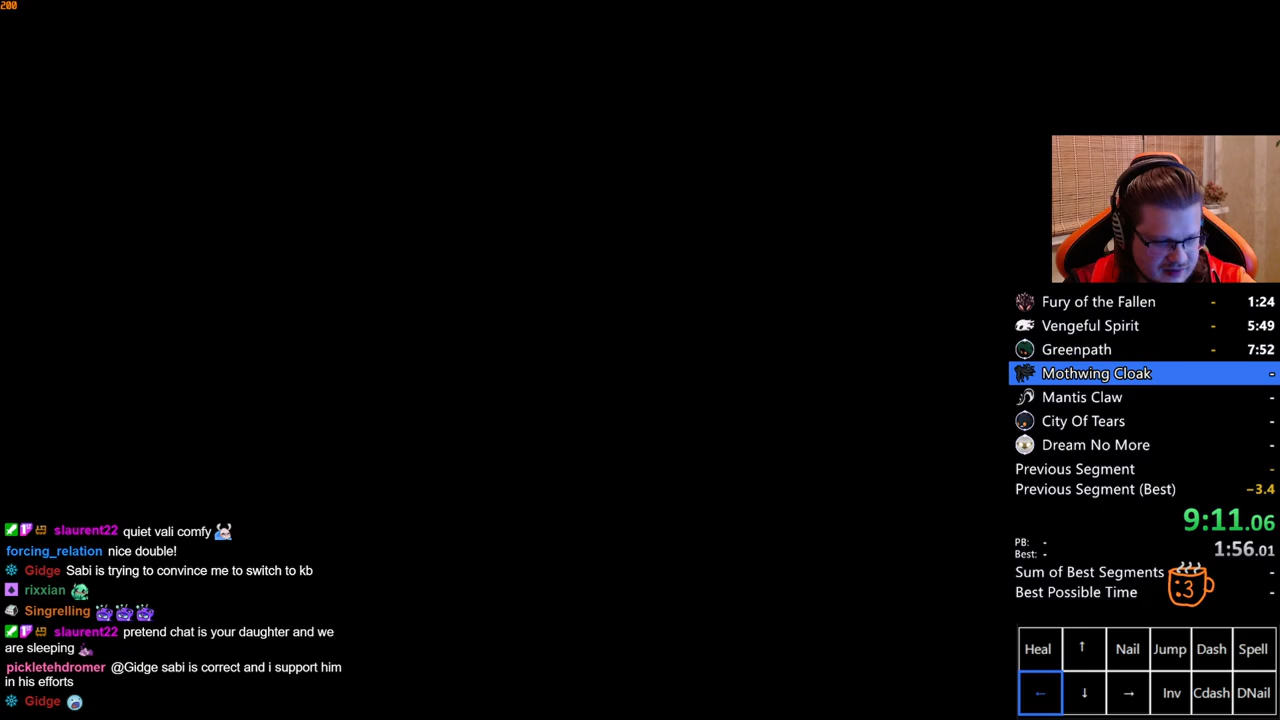 200
Fury of the Fallen - 1:24
Vengeful Spirit - 5:49
Greenpath - 7:52
Mothwing Cloak -
Mantis Claw -
City Of Tears -
Dream No More -
Previous Segment -
Previous Segment (Best) −3.4
9:11.06
PB: -
Best: -
1:56.01
Sum of Best Segments -
Best Possible Time -
:3
Heal ↑ Nail Jump Dash Spell
← ↓ → Inv Cdash DNail
slaurent22 quiet vali comfy
forcing_relation nice double!
Gidge Sabi is trying to convince me to switch to kb
rixxian
Singrelling
slaurent22 pretend chat is your daughter and we
are sleeping
pickletehdromer @Gidge sabi is correct and i support him
in his efforts
Gidge